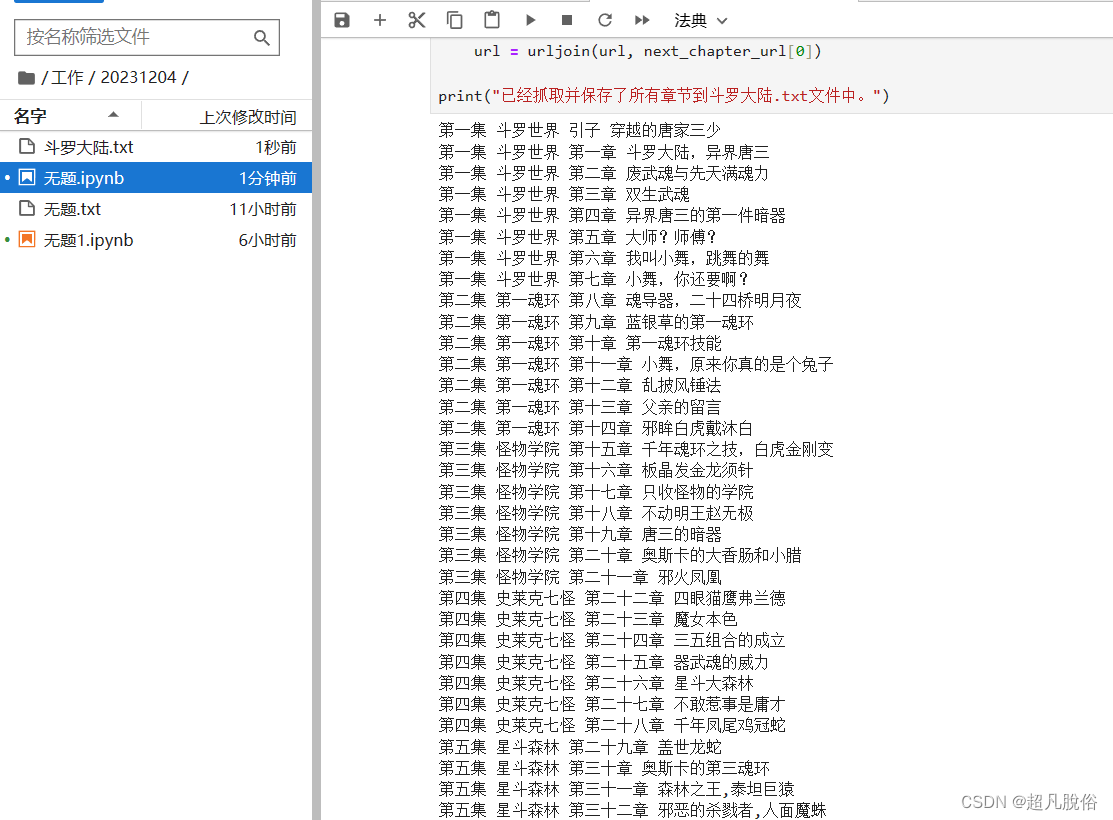 按名称筛选文件
/ 工作 / 20231204 /
名字 上次修改时间
斗罗大陆.txt 1秒前
无题.ipynb 1分钟前
无题.txt 11小时前
无题1.ipynb 6小时前
法典
url = urljoin(url, next_chapter_url[0])
print("已经抓取并保存了所有章节到斗罗大陆.txt文件中。")
第一集 斗罗世界 引子 穿越的唐家三少
第一集 斗罗世界 第一章 斗罗大陆，异界唐三
第一集 斗罗世界 第二章 废武魂与先天满魂力
第一集 斗罗世界 第三章 双生武魂
第一集 斗罗世界 第四章 异界唐三的第一件暗器
第一集 斗罗世界 第五章 大师？师傅？
第一集 斗罗世界 第六章 我叫小舞，跳舞的舞
第一集 斗罗世界 第七章 小舞，你还要啊？
第二集 第一魂环 第八章 魂导器，二十四桥明月夜
第二集 第一魂环 第九章 蓝银草的第一魂环
第二集 第一魂环 第十章 第一魂环技能
第二集 第一魂环 第十一章 小舞，原来你真的是个兔子
第二集 第一魂环 第十二章 乱披风锤法
第二集 第一魂环 第十三章 父亲的留言
第二集 第一魂环 第十四章 邪眸白虎戴沐白
第三集 怪物学院 第十五章 千年魂环之技，白虎金刚变
第三集 怪物学院 第十六章 板晶发金龙须针
第三集 怪物学院 第十七章 只收怪物的学院
第三集 怪物学院 第十八章 不动明王赵无极
第三集 怪物学院 第十九章 唐三的暗器
第三集 怪物学院 第二十章 奥斯卡的大香肠和小腊
第三集 怪物学院 第二十一章 邪火凤凰
第四集 史莱克七怪 第二十二章 四眼猫鹰弗兰德
第四集 史莱克七怪 第二十三章 魔女本色
第四集 史莱克七怪 第二十四章 三五组合的成立
第四集 史莱克七怪 第二十五章 器武魂的威力
第四集 史莱克七怪 第二十六章 星斗大森林
第四集 史莱克七怪 第二十七章 不敢惹事是庸才
第四集 史莱克七怪 第二十八章 千年凤尾鸡冠蛇
第五集 星斗森林 第二十九章 盖世龙蛇
第五集 星斗森林 第三十章 奥斯卡的第三魂环
第五集 星斗森林 第三十一章 森林之王,泰坦巨猿
第五集 星斗森林 第三十二章 邪恶的杀戮者,人面魔蛛
CSDN @超凡脫俗